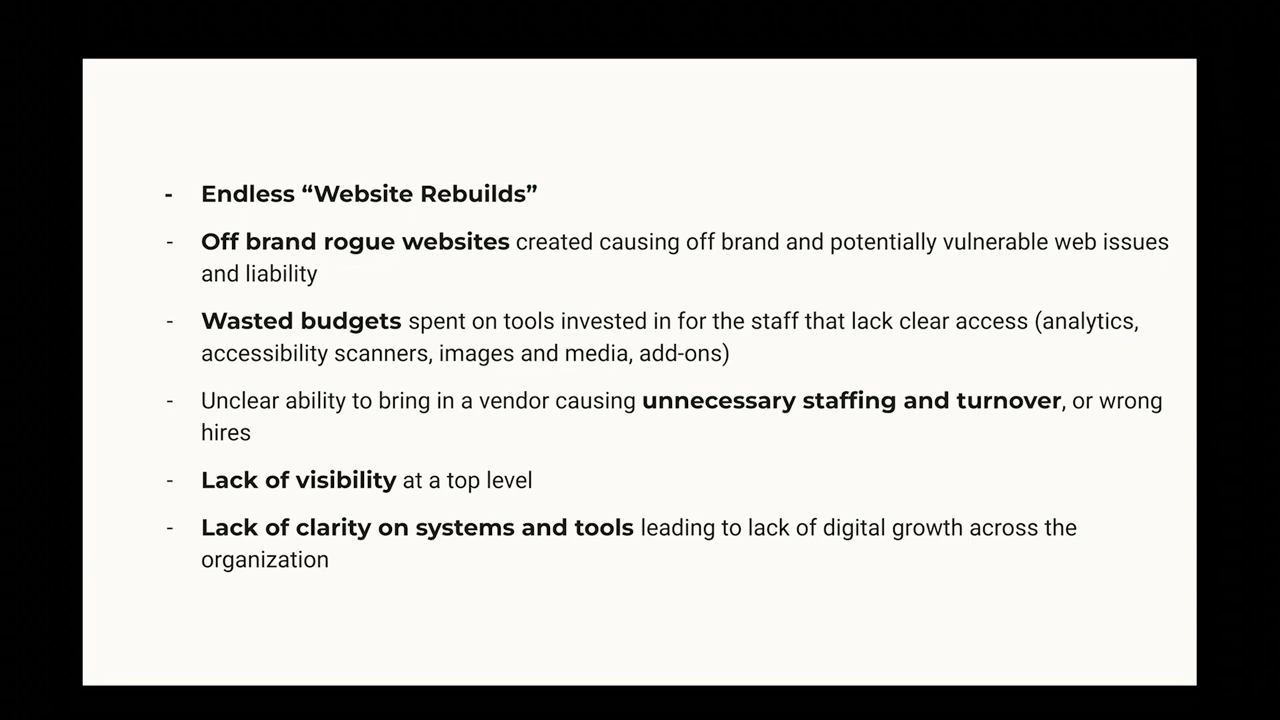 - Endless “Website Rebuilds”
- Off brand rogue websites created causing off brand and potentially vulnerable web issues
and liability
- Wasted budgets spent on tools invested in for the staff that lack clear access (analytics,
accessibility scanners, images and media, add-ons)
- Unclear ability to bring in a vendor causing unnecessary staffing and turnover, or wrong
hires
- Lack of visibility at a top level
- Lack of clarity on systems and tools leading to lack of digital growth across the
organization